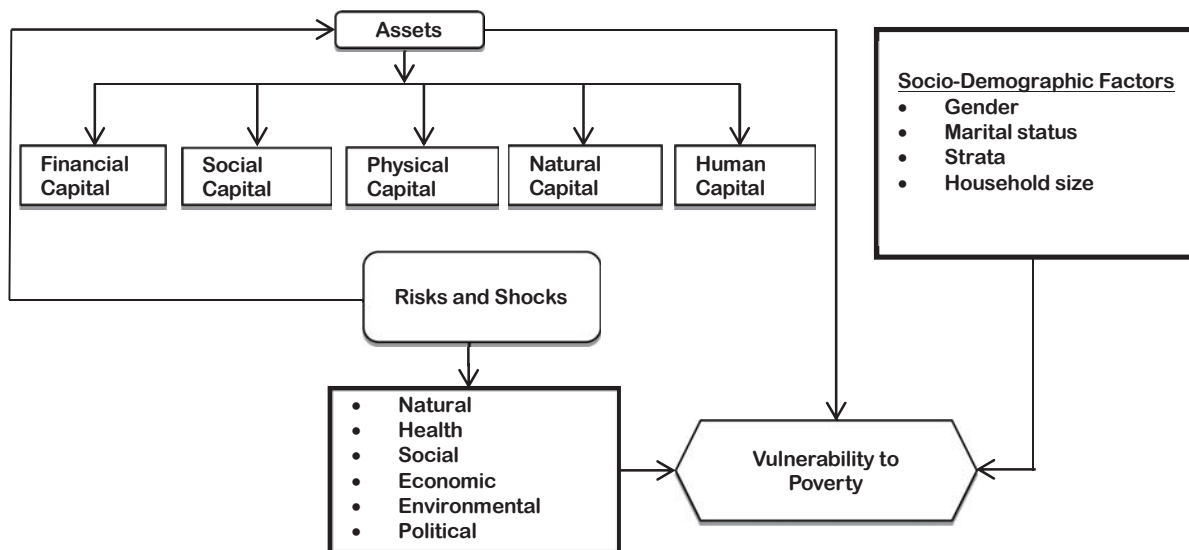 Assets
Financial
Capital
Social
Capital
Physical
Capital
Natural
Capital
Human
Capital
Socio-Demographic Factors
• Gender
• Marital status
• Strata
• Household size
Risks and Shocks
• Natural
• Health
• Social
• Economic
• Environmental
• Political
Vulnerability to
Poverty